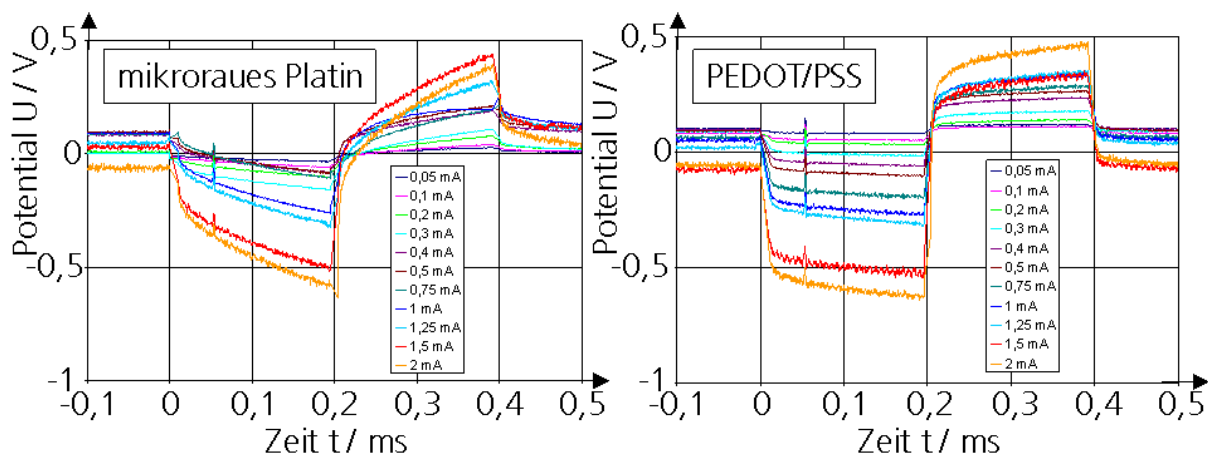 mikroraues Platin
Potential U / V
0,5
0
-0,5
-1
-0,1
0
0,1
0,2
0,3
0,4
0,5
Zeit t / ms
0,05 mA
0,1 mA
0,2 mA
0,3 mA
0,4 mA
0,5 mA
0,75 mA
1 mA
1,25 mA
1,5 mA
2 mA
PEDOT/PSS
Potential U / V
0,5
0
-0,5
-1
-0,1
0
0,1
0,2
0,3
0,4
0,5
Zeit t / ms
0,05 mA
0,1 mA
0,2 mA
0,3 mA
0,4 mA
0,5 mA
0,75 mA
1 mA
1,25 mA
1,5 mA
2 mA